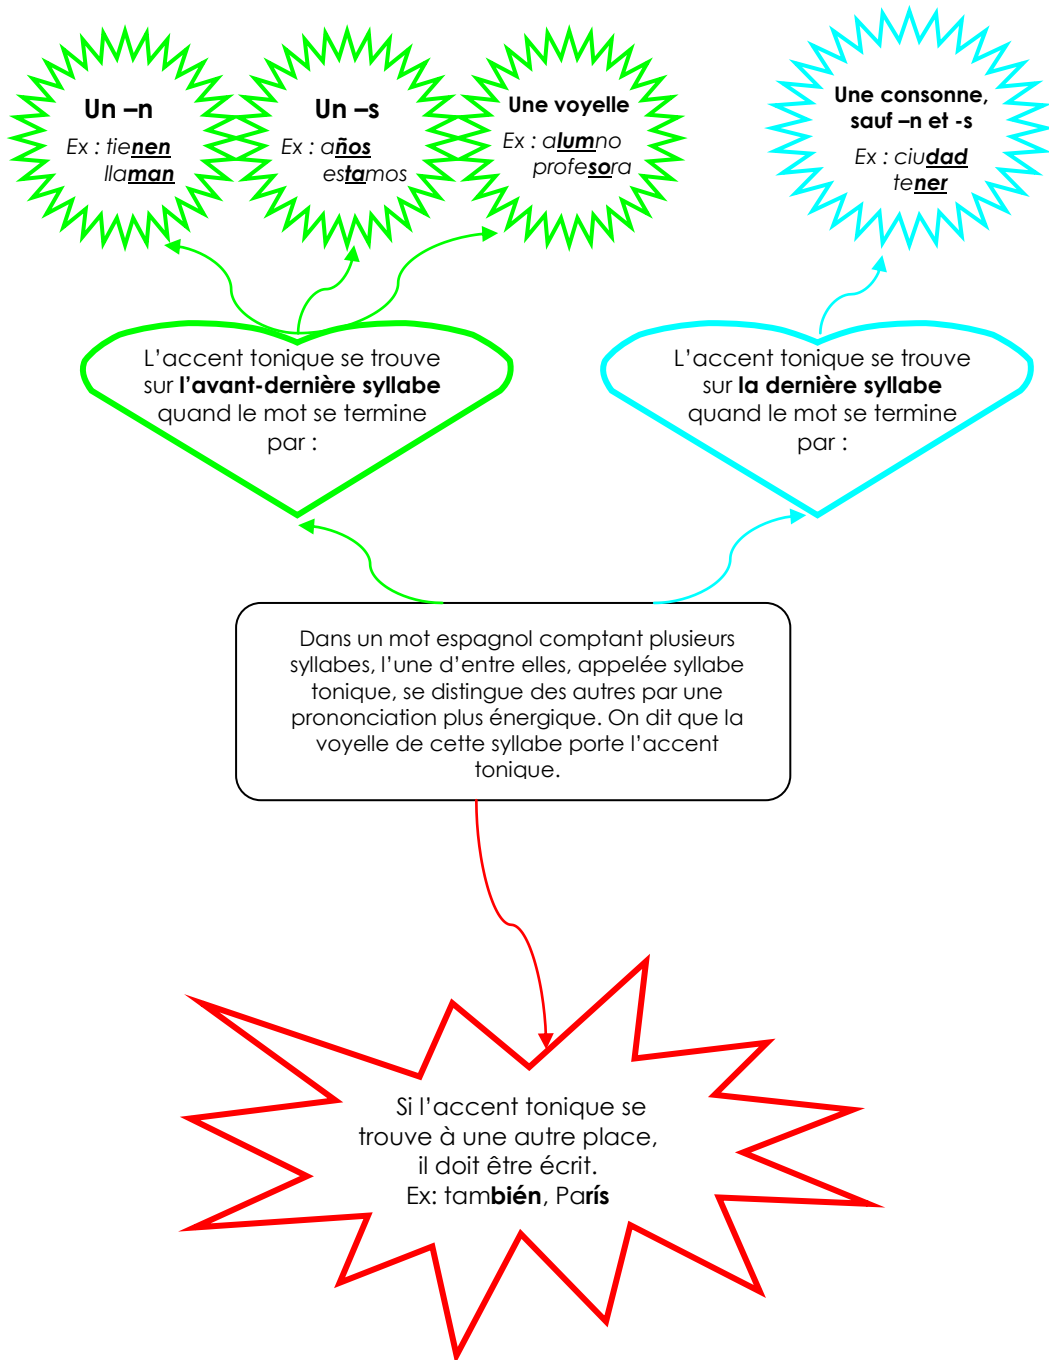 Un –n
Ex : tienen
llaman
Un –s
Ex : años
estamos
Une voyelle
Ex : alumno
profesora
Une consonne,
sauf –n et -s
Ex : ciudad
tener
L’accent tonique se trouve
sur l’avant-dernière syllabe
quand le mot se termine
par :
L’accent tonique se trouve
sur la dernière syllabe
quand le mot se termine
par :
Dans un mot espagnol comptant plusieurs
syllabes, l’une d’entre elles, appelée syllabe
tonique, se distingue des autres par une
prononciation plus énergique. On dit que la
voyelle de cette syllabe porte l’accent
tonique.
Si l’accent tonique se
trouve à une autre place,
il doit être écrit.
Ex: también, París